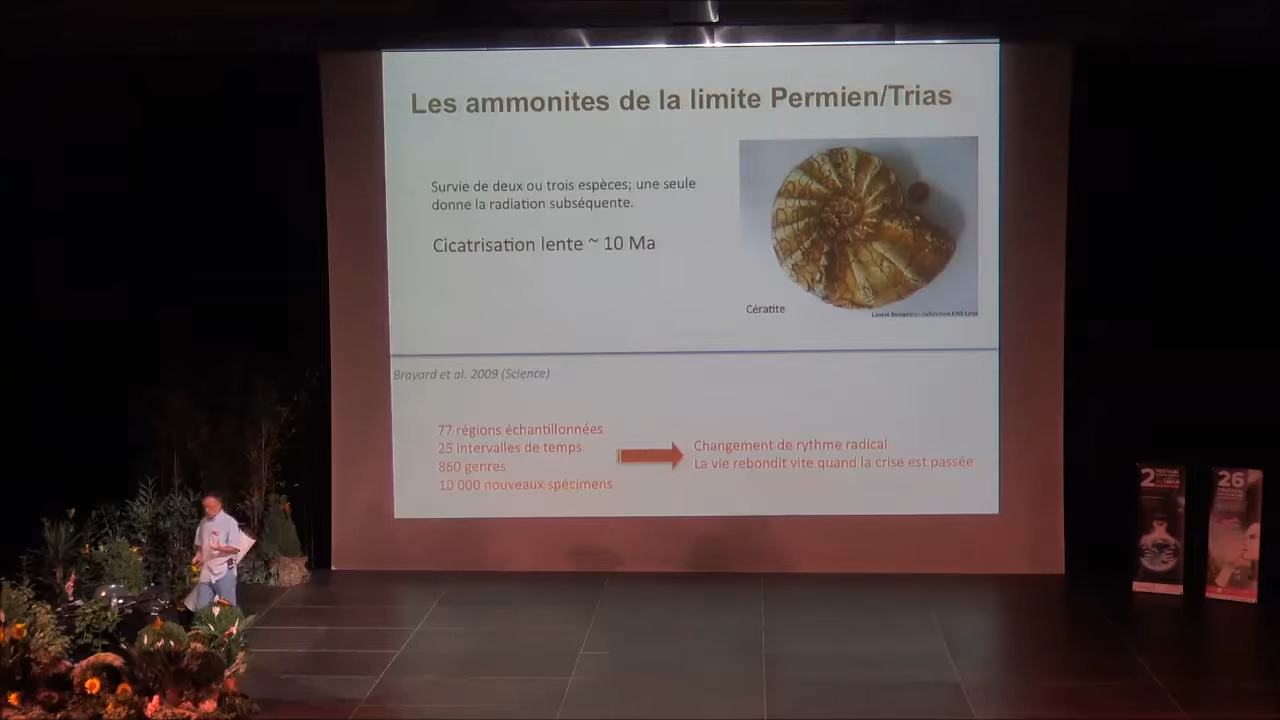 Les ammonites de la limite Permien/Trias
Survie de deux ou trois espèces; une seule
donne la radiation subséquente.
Cicatrisation lente ~ 10 Ma
Cératite
Brayard et al. 2009 (Science)
77 régions échantillonnées
25 intervalles de temps
860 genres
10 000 nouveaux spécimens
Changement de rythme radical
La vie rebondit vite quand la crise est passée
2 FESTIVAL
26